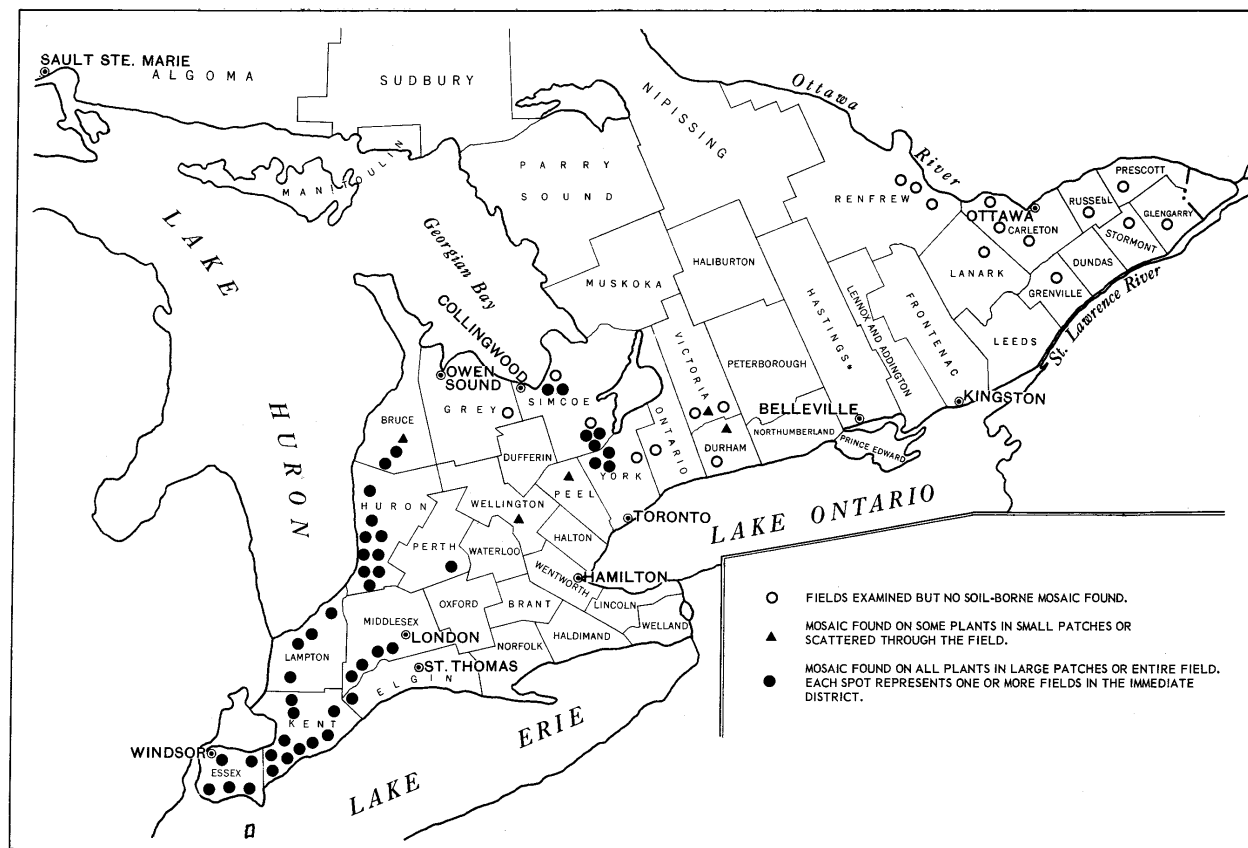 SAULT STE. MARIE
ALGOMA
SUDBURY
NIPISSING
Ottawa
River
MANITOULIN
PARRY
SOUND
RENFREW
PRESCOTT
RUSSELL
GLENGARRY
OTTAWA
CARLETON
STORMONT
LAKE
HURON
Georgian Bay
HALIBURTON
LANARK
DUNDAS
GRENVILLE
MUSKOKA
HASTINGS*
LENNOX AND ADDINGTON
FRONTENAC
LEEDS
St. Lawrence River
COLLINGWOOD
VICTORIA
PETERBOROUGH
OWEN
SOUND
GREY
SIMCOE
KINGSTON
BELLEVILLE
BRUCE
ONTARIO
NORTHUMBERLAND
PRINCE EDWARD
DURHAM
DUFFERIN
YORK
HURON
WELLINGTON
PEEL
TORONTO
LAKE ONTARIO
PERTH
WATERLOO
HALTON
HAMILTON
WENTWORTH
OXFORD
BRANT
LINCOLN
WELLAND
MIDDLESEX
LONDON
NORFOLK
HALDIMAND
LAMPTON
ST. THOMAS
ELGIN
KENT
WINDSOR
ESSEX
LAKE ERIE
FIELDS EXAMINED BUT NO SOIL-BORNE MOSAIC FOUND.
MOSAIC FOUND ON SOME PLANTS IN SMALL PATCHES OR
SCATTERED THROUGH THE FIELD.
MOSAIC FOUND ON ALL PLANTS IN LARGE PATCHES OR ENTIRE FIELD.
EACH SPOT REPRESENTS ONE OR MORE FIELDS IN THE IMMEDIATE
DISTRICT.